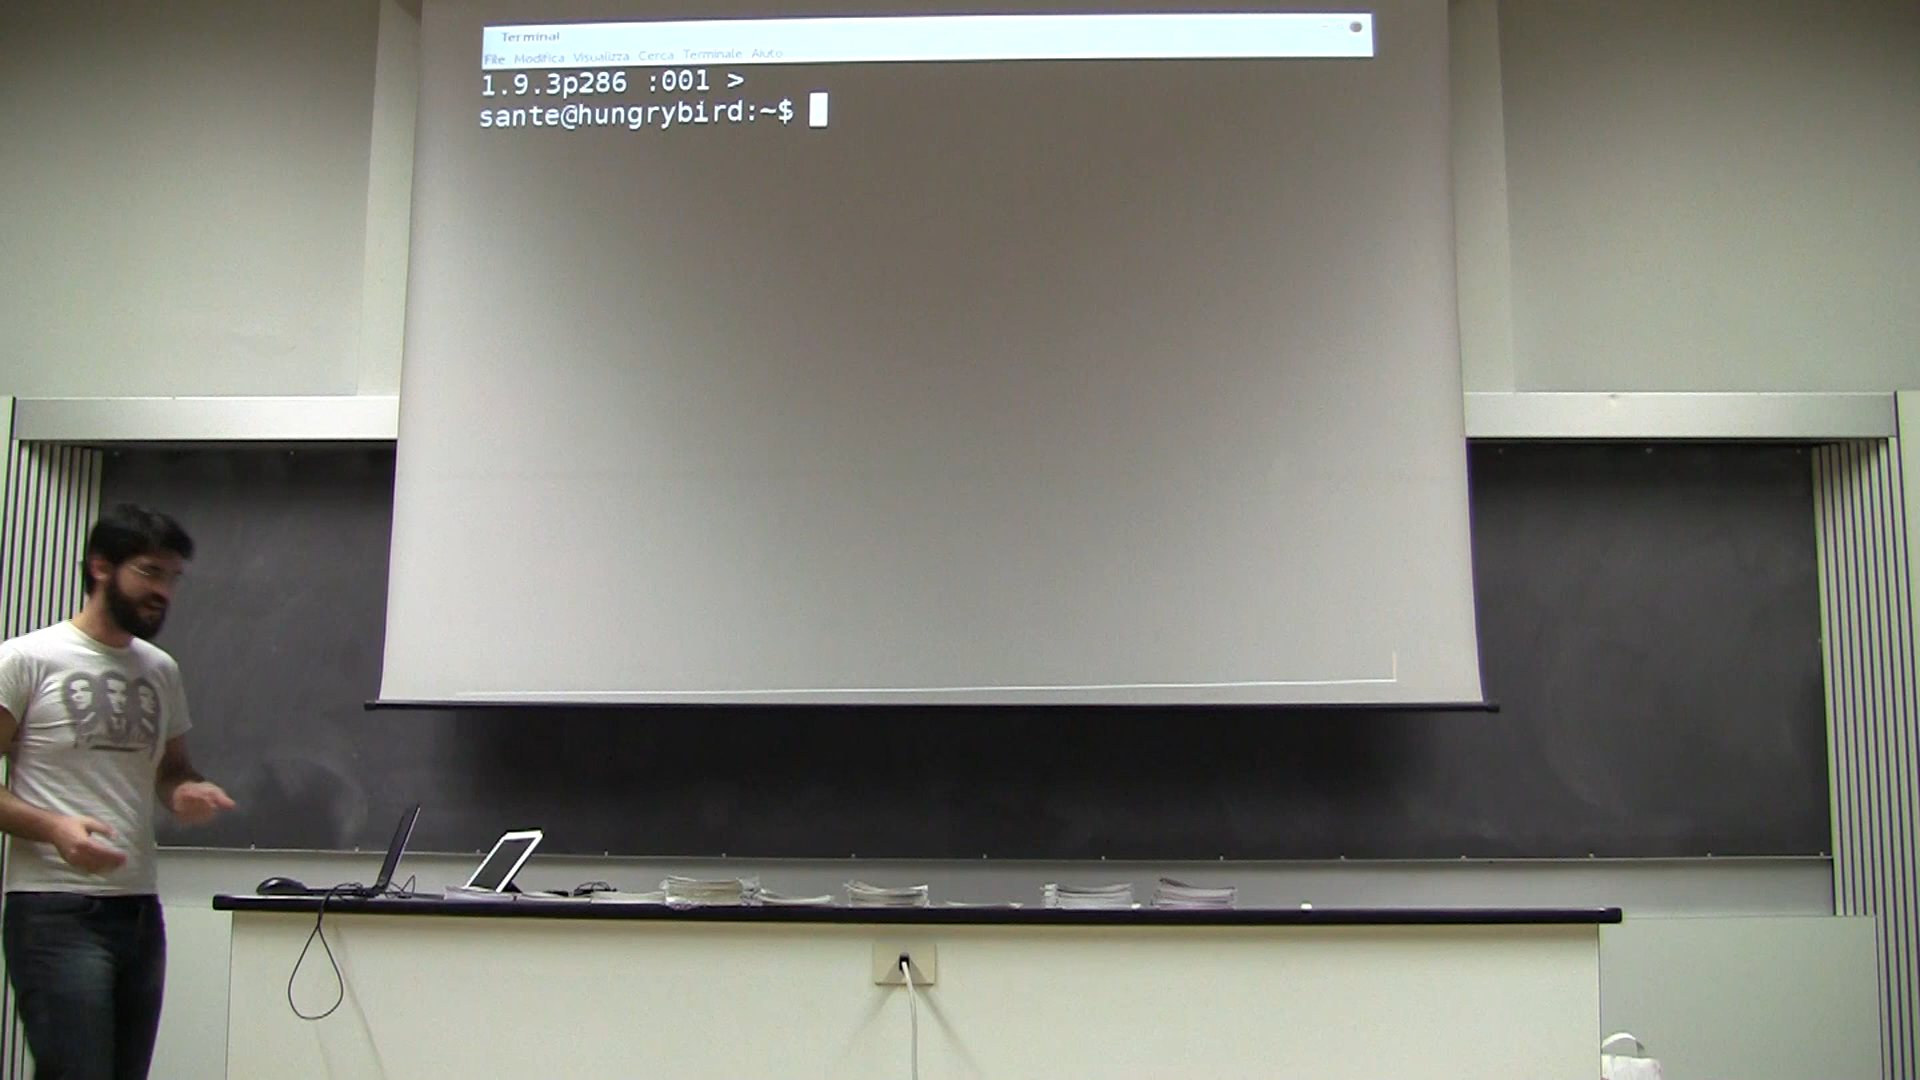 Terminal
File Modifica Visualizza Cerca Terminale Aiuto
1.9.3p286 :001 >
sante@hungrybird:~$